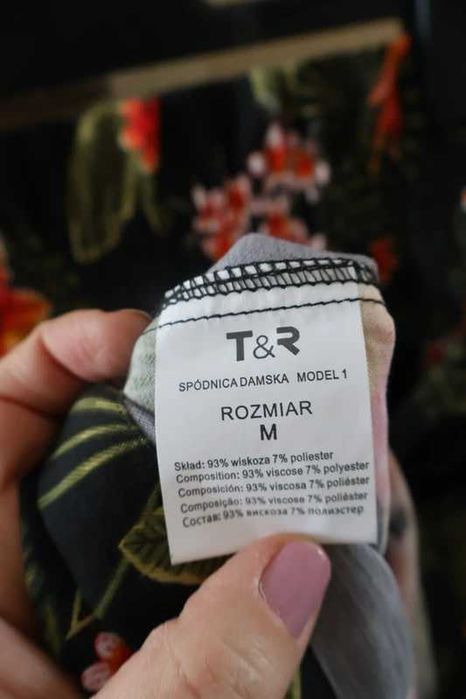 T&R
SPÓDNICA DAMSKA MODEL 1
ROZMIAR
M
Skład: 93% wiskoza 7% poliester
Composition: 93% viscose 7% polyester
Composición: 93% viscosa 7% poliéster
Composição: 93% viscose 7% poliéster
Состав: 93% вискоза 7% полиэстер